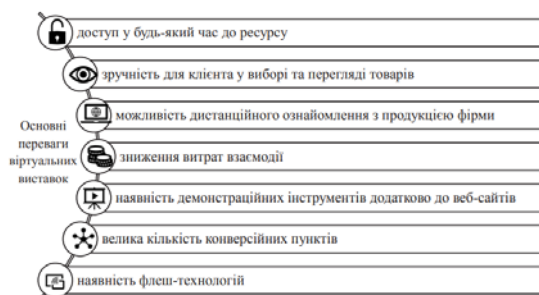 доступ у будь-який час до ресурсу
зручність для клієнта у виборі та перегляді товарів
можливість дистанційного ознайомлення з продукцією фірми
Основні
переваги
віртуальних
виставок
зниження витрат взаємодії
наявність демонстраційних інструментів додатково до веб-сайтів
велика кількість конверсійних пунктів
наявність флеш-технологій